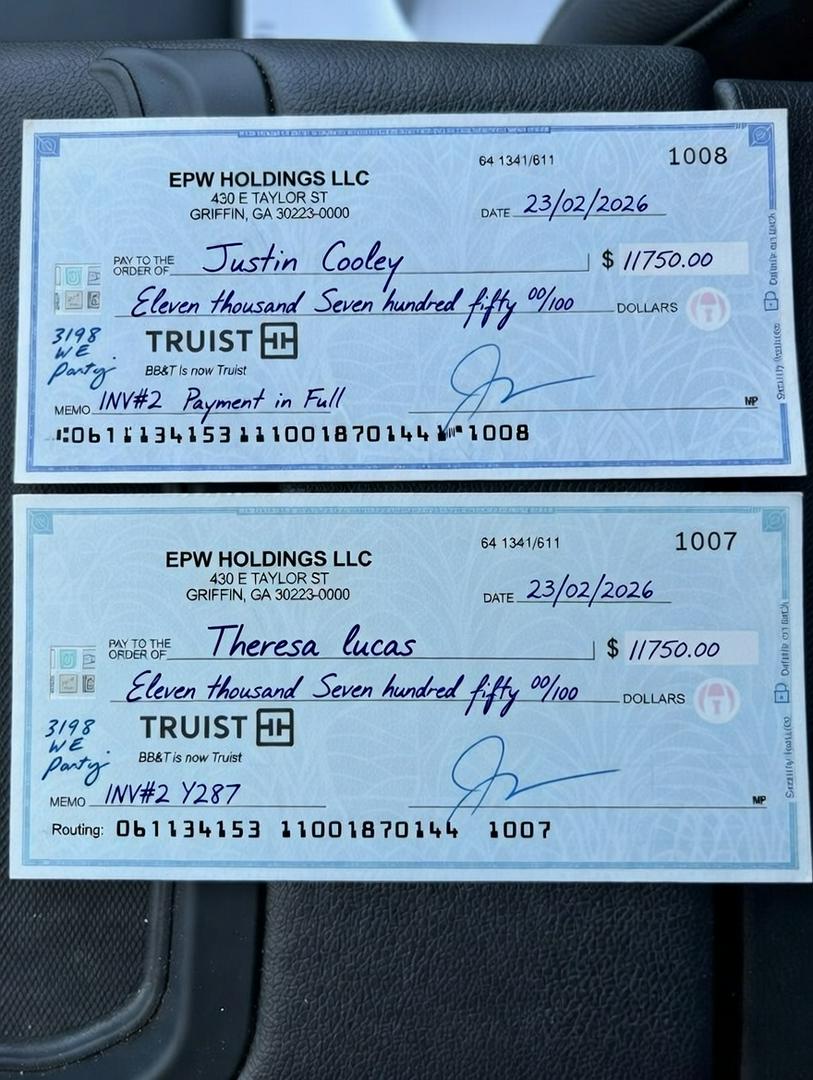 64 1341/611
1008
EPW HOLDINGS LLC
430 E TAYLOR ST
GRIFFIN, GA 30223-0000
DATE 23/02/2026
PAY TO THE
ORDER OF Justin Cooley $ 11750.00
Eleven thousand Seven hundred fifty 00/100 DOLLARS
3198
WE
Party
TRUIST
BB&T Is now Truist
MEMO INV#2 Payment in Full
MP
1008
64 1341/611
1007
EPW HOLDINGS LLC
430 E TAYLOR ST
GRIFFIN, GA 30223-0000
DATE 23/02/2026
PAY TO THE
ORDER OF Theresa lucas $ 11750.00
Eleven thousand Seven hundred fifty 00/100 DOLLARS
3198
WE
Party
TRUIST
BB&T is now Truist
MEMO INV#2 Y287
MP
Routing: 061134153 11001870144 1007